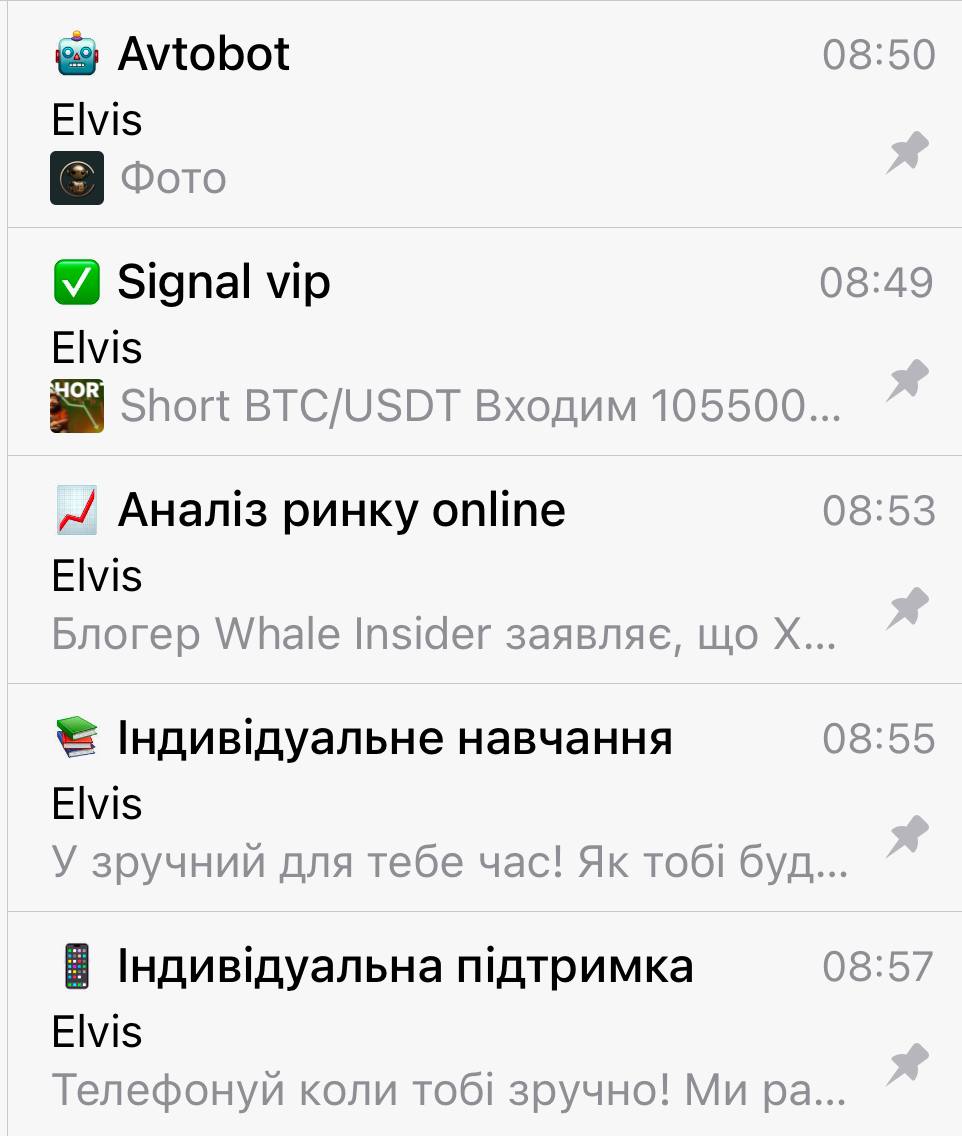 Avtobot 08:50
Elvis
Фото
Signal vip 08:49
Elvis
Short BTC/USDT Входим 105500...
Аналіз ринку online 08:53
Elvis
Блогер Whale Insider заявляє, що X...
Індивідуальне навчання 08:55
Elvis
У зручний для тебе час! Як тобі буд...
Індивідуальна підтримка 08:57
Elvis
Телефонуй коли тобі зручно! Ми ра...